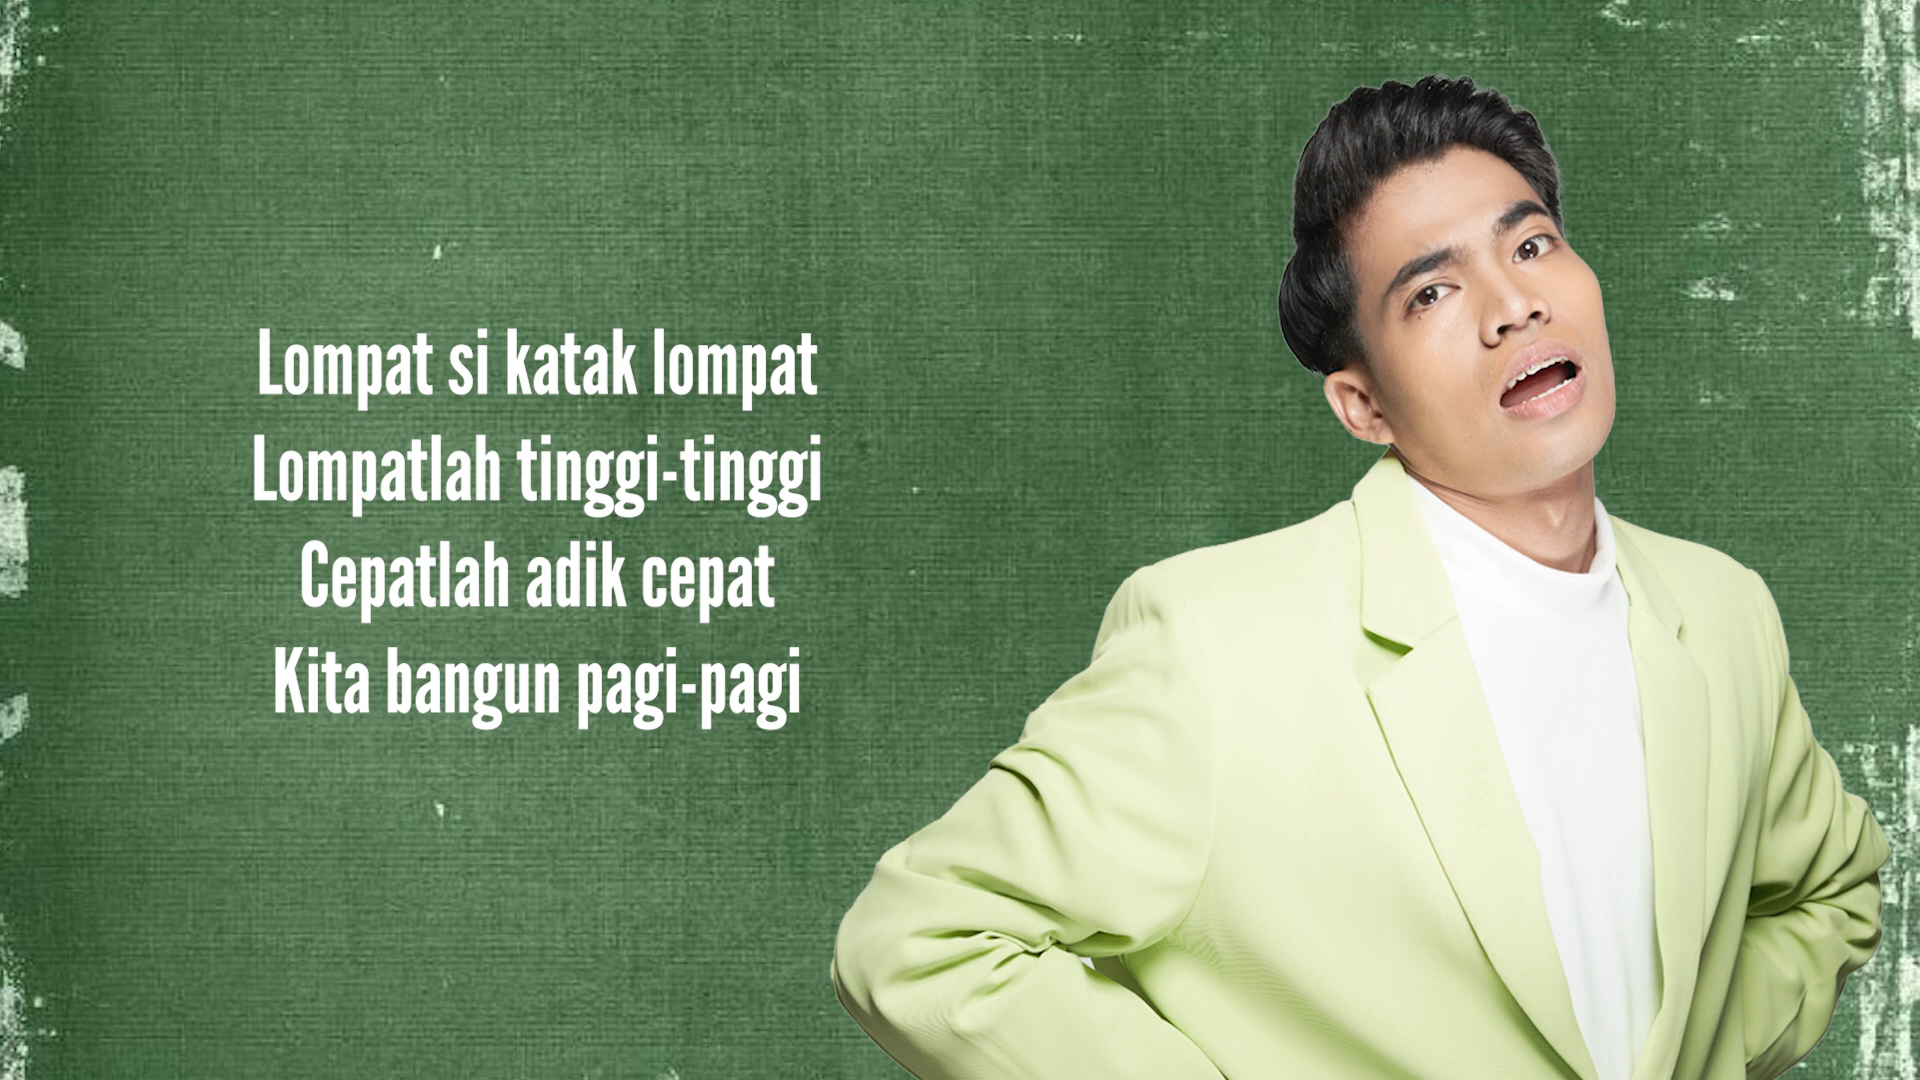 Lompat si katak lompat
Lompatlah tinggi-tinggi
Cepatlah adik cepat
Kita bangun pagi-pagi